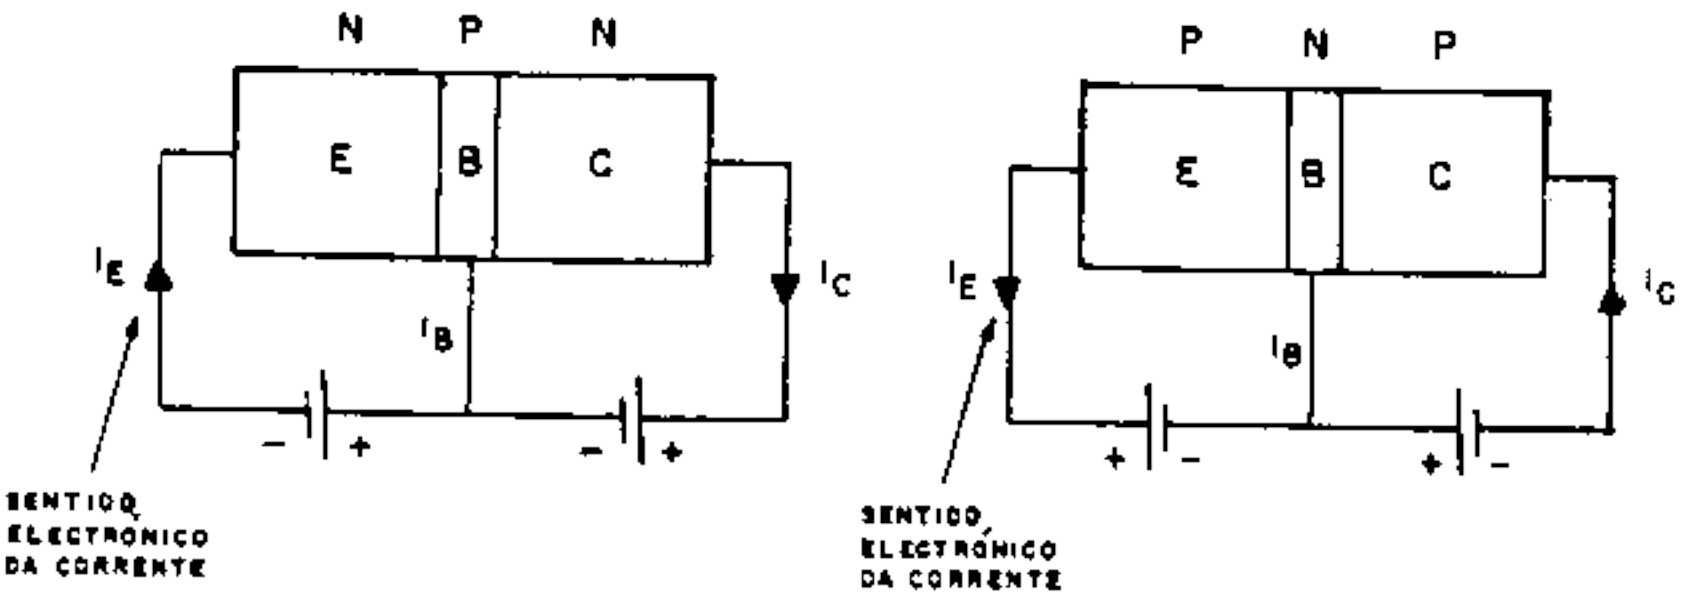 N P N
E B C
I_E
I_C
I_B
- + - +
SENTIDO,
ELECTRÓNICO
DA CORRENTE
P N P
E B C
I_E
I_C
I_B
+ - + -
SENTIDO,
ELECTRÓNICO
DA CORRENTE